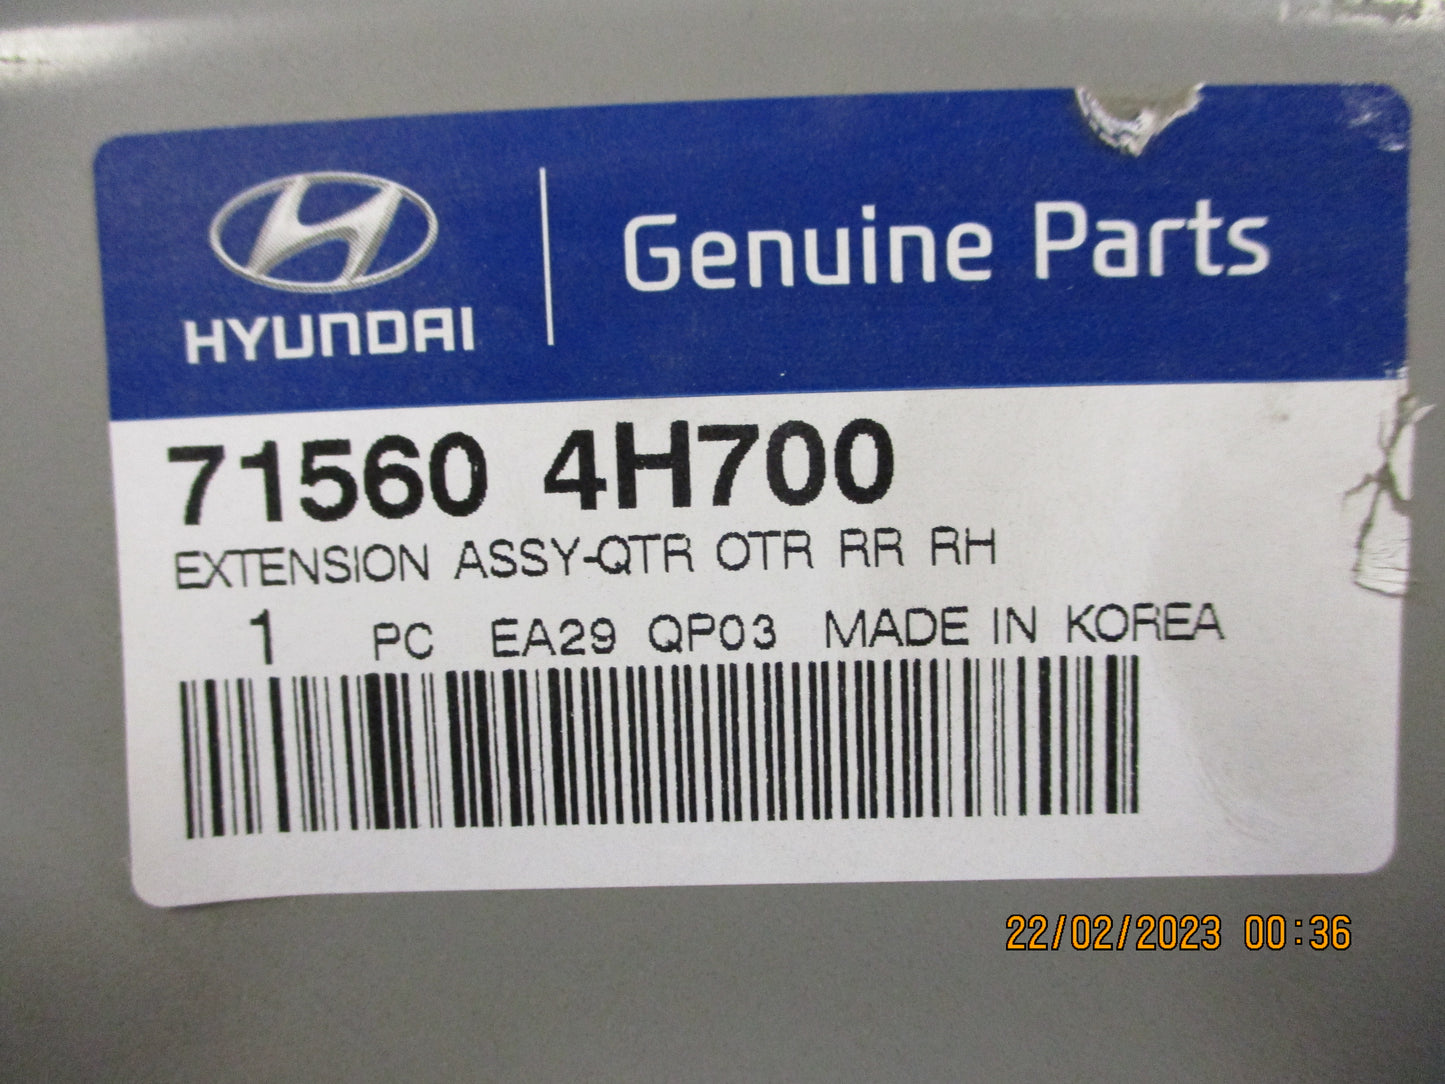 HYUNDAI
Genuine Parts
71560 4H700
EXTENSION ASSY-QTR OTR RR RH
1 PC EA29 QP03 MADE IN KOREA
22/02/2023 00:36